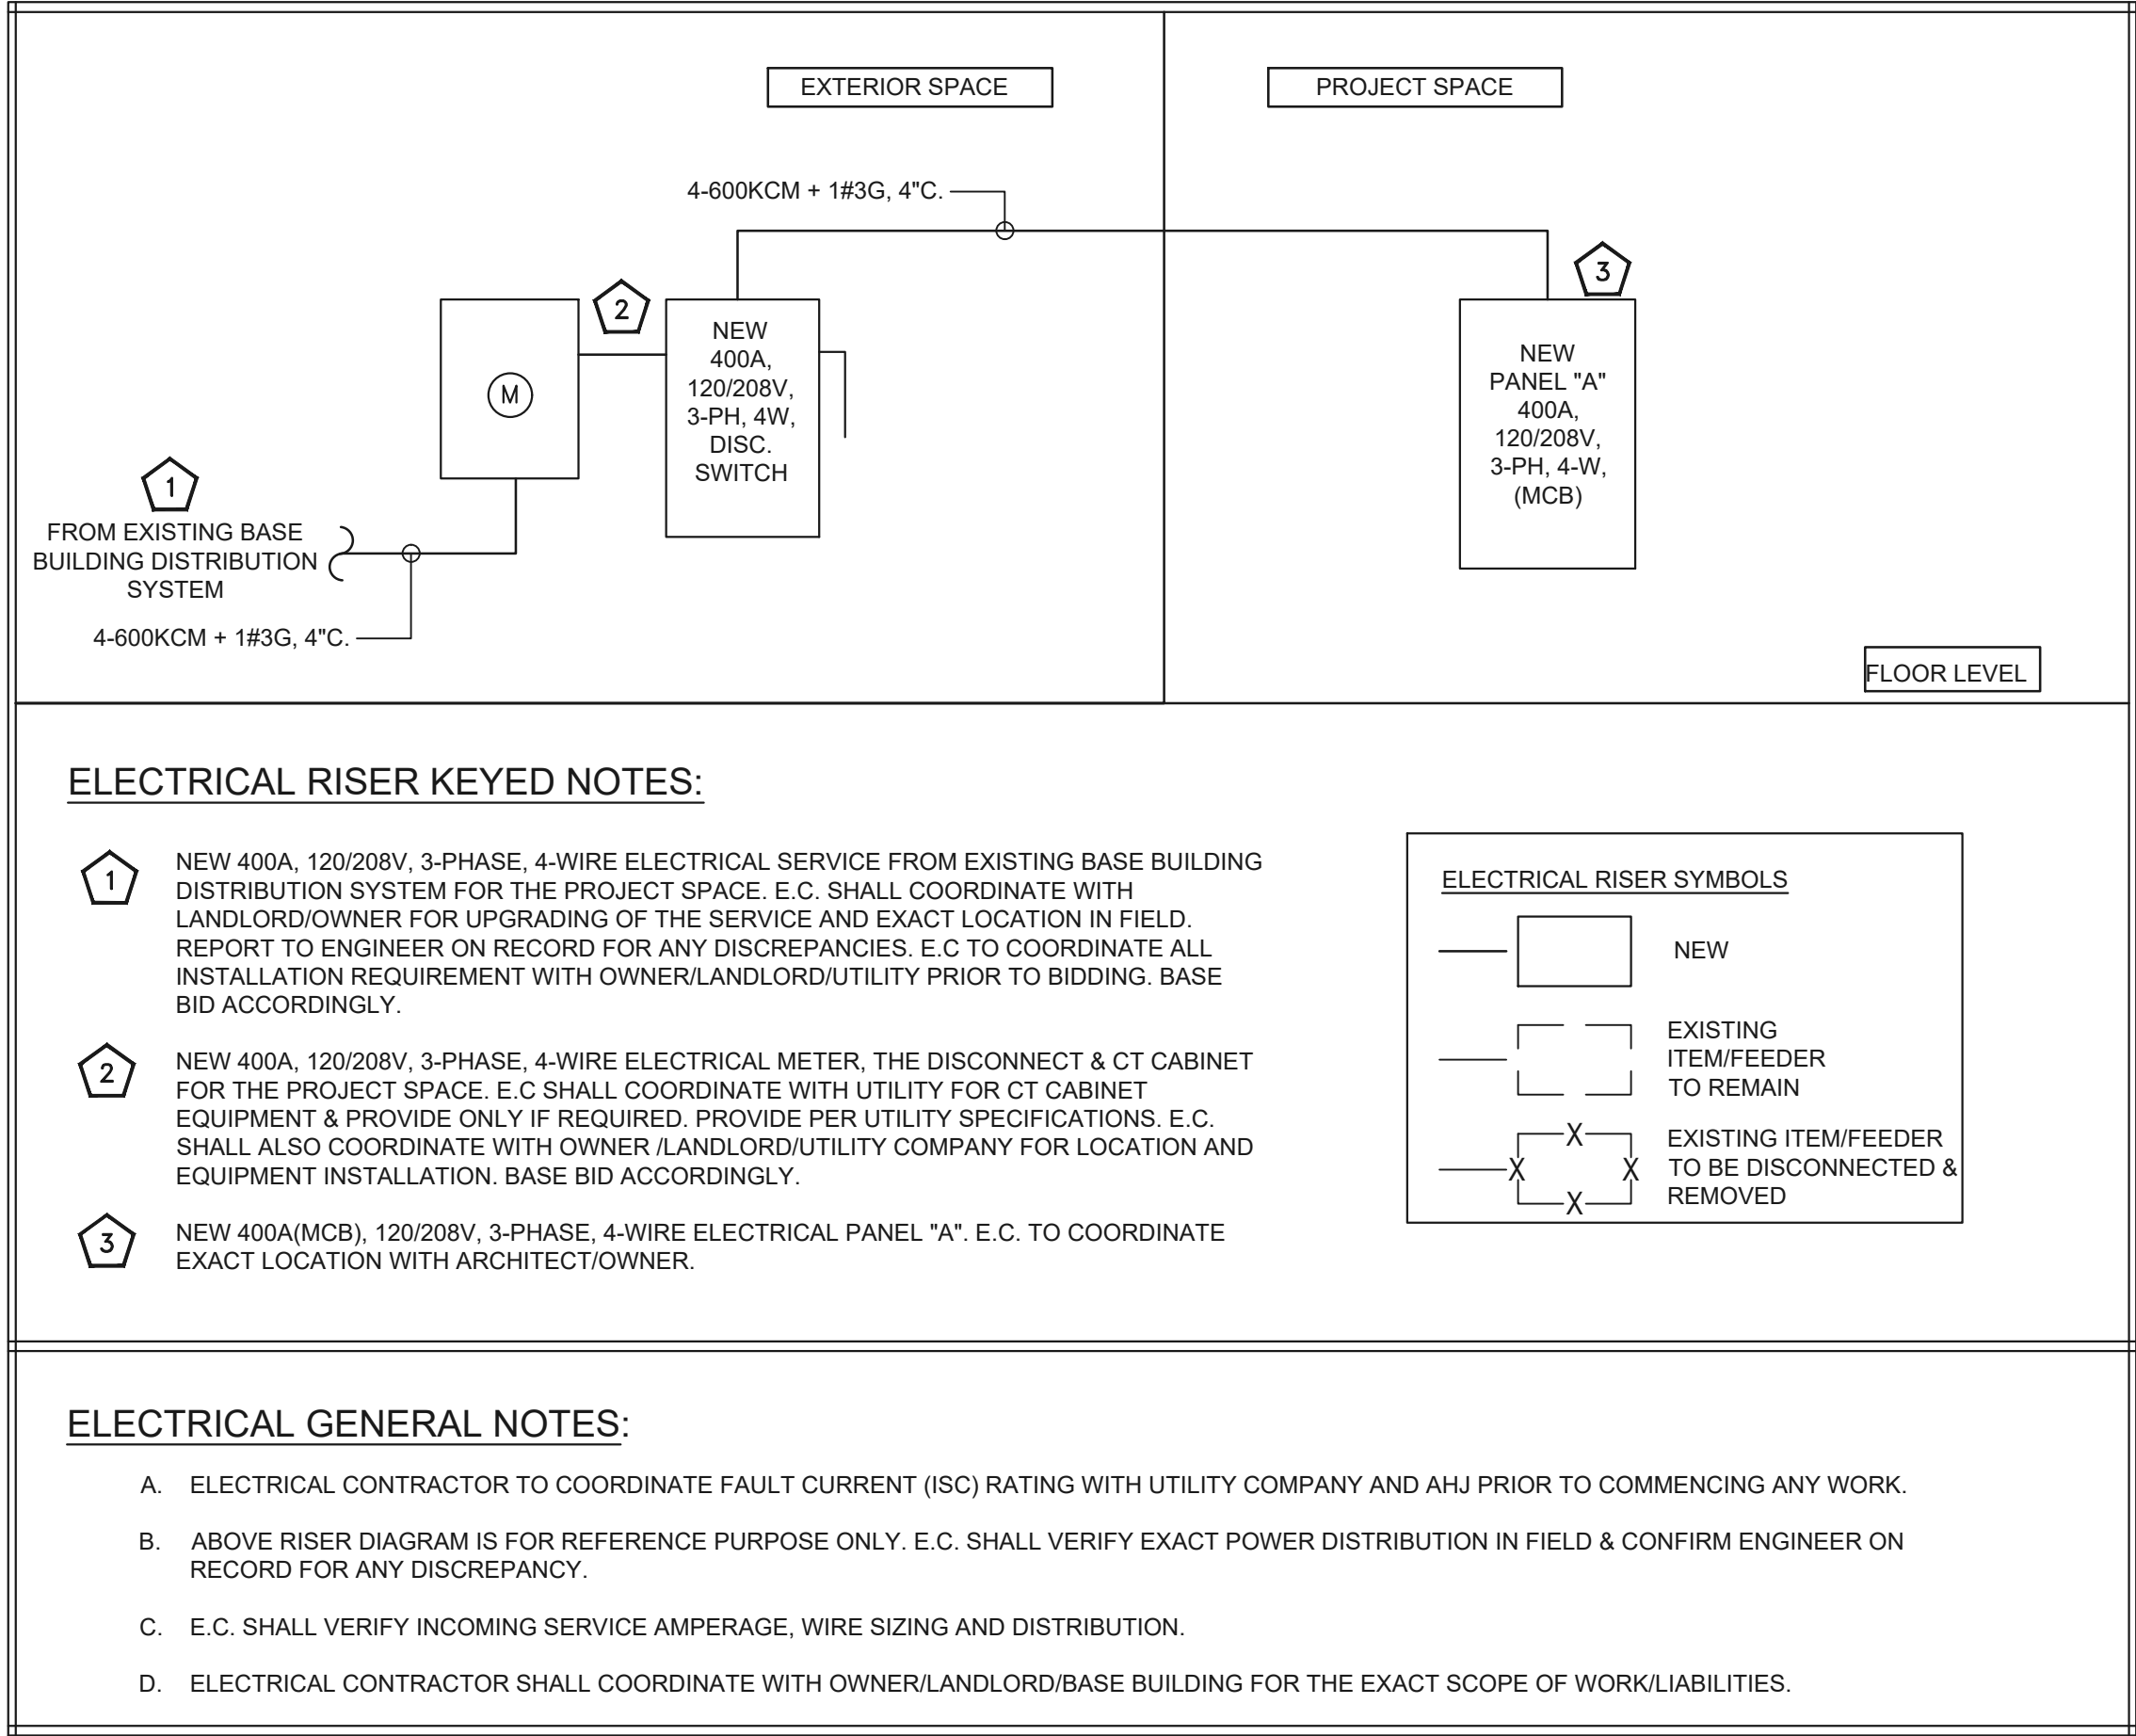 EXTERIOR SPACE
PROJECT SPACE
4-600KCM + 1#3G, 4"C.
3
2
NEW
400A,
120/208V,
3-PH, 4W,
DISC.
SWITCH
NEW
PANEL "A"
400A,
120/208V,
3-PH, 4-W,
(MCB)
M
1
FROM EXISTING BASE
BUILDING DISTRIBUTION
SYSTEM
4-600KCM + 1#3G, 4"C.
FLOOR LEVEL
ELECTRICAL RISER KEYED NOTES:
1
NEW 400A, 120/208V, 3-PHASE, 4-WIRE ELECTRICAL SERVICE FROM EXISTING BASE BUILDING
DISTRIBUTION SYSTEM FOR THE PROJECT SPACE. E.C. SHALL COORDINATE WITH
LANDLORD/OWNER FOR UPGRADING OF THE SERVICE AND EXACT LOCATION IN FIELD.
REPORT TO ENGINEER ON RECORD FOR ANY DISCREPANCIES. E.C TO COORDINATE ALL
INSTALLATION REQUIREMENT WITH OWNER/LANDLORD/UTILITY PRIOR TO BIDDING. BASE
BID ACCORDINGLY.
2
NEW 400A, 120/208V, 3-PHASE, 4-WIRE ELECTRICAL METER, THE DISCONNECT & CT CABINET
FOR THE PROJECT SPACE. E.C SHALL COORDINATE WITH UTILITY FOR CT CABINET
EQUIPMENT & PROVIDE ONLY IF REQUIRED. PROVIDE PER UTILITY SPECIFICATIONS. E.C.
SHALL ALSO COORDINATE WITH OWNER /LANDLORD/UTILITY COMPANY FOR LOCATION AND
EQUIPMENT INSTALLATION. BASE BID ACCORDINGLY.
3
NEW 400A(MCB), 120/208V, 3-PHASE, 4-WIRE ELECTRICAL PANEL "A". E.C. TO COORDINATE
EXACT LOCATION WITH ARCHITECT/OWNER.
ELECTRICAL RISER SYMBOLS
NEW
EXISTING
ITEM/FEEDER
TO REMAIN
X
X X
X
EXISTING ITEM/FEEDER
TO BE DISCONNECTED &
REMOVED
ELECTRICAL GENERAL NOTES:
A. ELECTRICAL CONTRACTOR TO COORDINATE FAULT CURRENT (ISC) RATING WITH UTILITY COMPANY AND AHJ PRIOR TO COMMENCING ANY WORK.
B. ABOVE RISER DIAGRAM IS FOR REFERENCE PURPOSE ONLY. E.C. SHALL VERIFY EXACT POWER DISTRIBUTION IN FIELD & CONFIRM ENGINEER ON
RECORD FOR ANY DISCREPANCY.
C. E.C. SHALL VERIFY INCOMING SERVICE AMPERAGE, WIRE SIZING AND DISTRIBUTION.
D. ELECTRICAL CONTRACTOR SHALL COORDINATE WITH OWNER/LANDLORD/BASE BUILDING FOR THE EXACT SCOPE OF WORK/LIABILITIES.